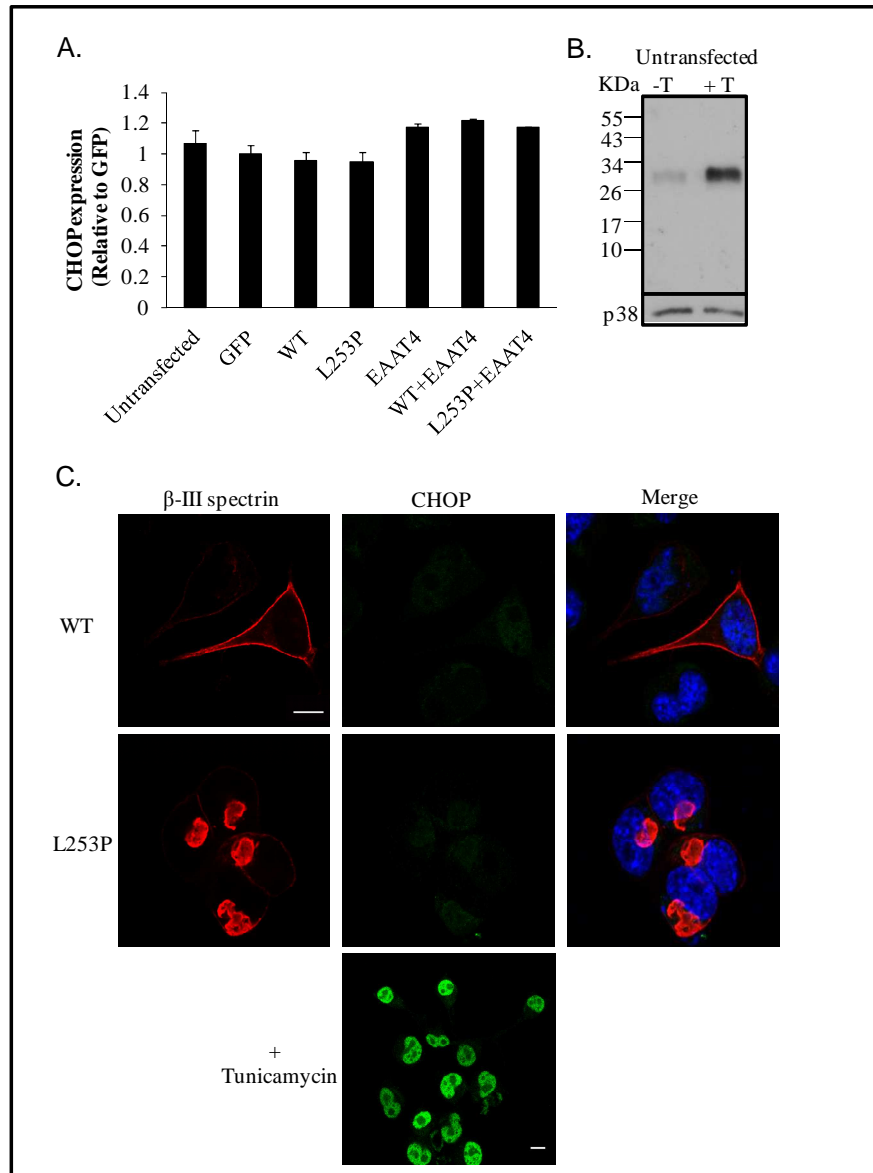 A.
CHOP expression
(Relative to GFP)
1.4
1.2
1
0.8
0.6
0.4
0.2
0
Untransfected
GFP
WT
L253P
EAAT4
WT+EAAT4
L253P+EAAT4
B.
Untransfected
KDa -T + T
55
43
34
26
17
10
p38
C.
β-III spectrin CHOP Merge
WT
L253P
+
Tunicamycin